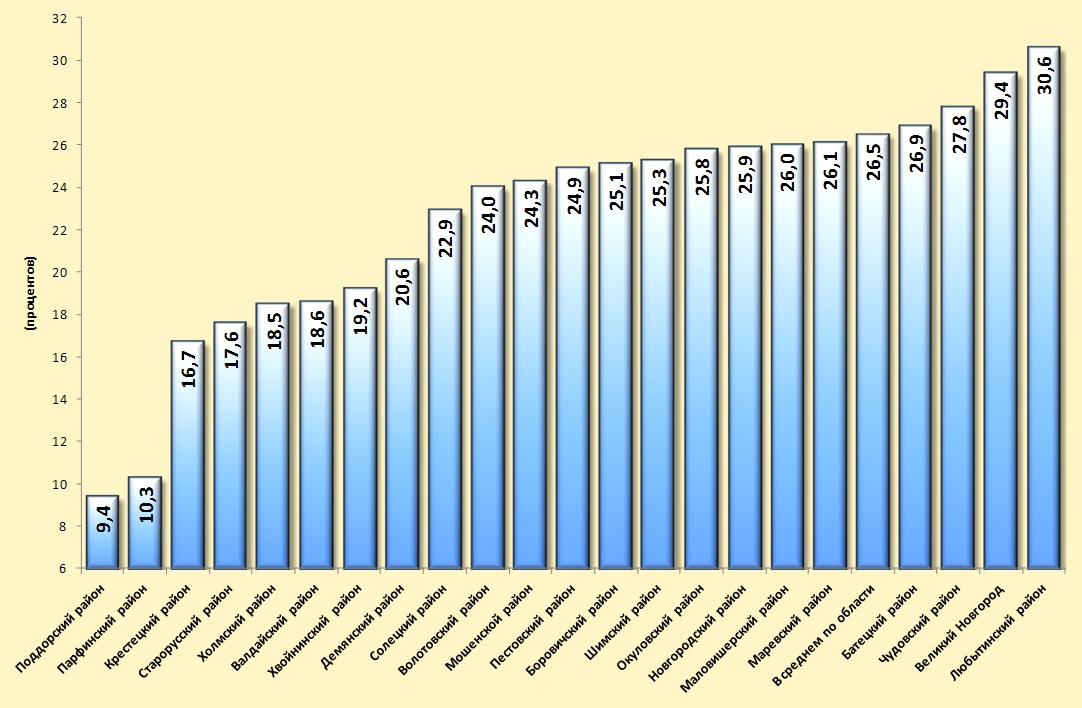 32
30
28
26
24
22
20
18
16
14
12
10
8
6
(процентов)
9,4
10,3
16,7
17,6
18,5
18,6
19,2
20,6
22,9
24,0
24,3
24,9
25,1
25,3
25,8
25,9
26,0
26,1
26,5
26,9
27,8
29,4
30,6
Поддорский район
Парфинский район
Крестецкий район
Старорусский район
Холмский район
Валдайский район
Хвойнинский район
Демянский район
Солецкий район
Волотовский район
Мошенской район
Пестовский район
Боровичский район
Шимский район
Окуловский район
Новгородский район
Маловишерский район
Маревский район
В среднем по области
Батецкий район
Чудовский район
Великий Новгород
Любытинский район